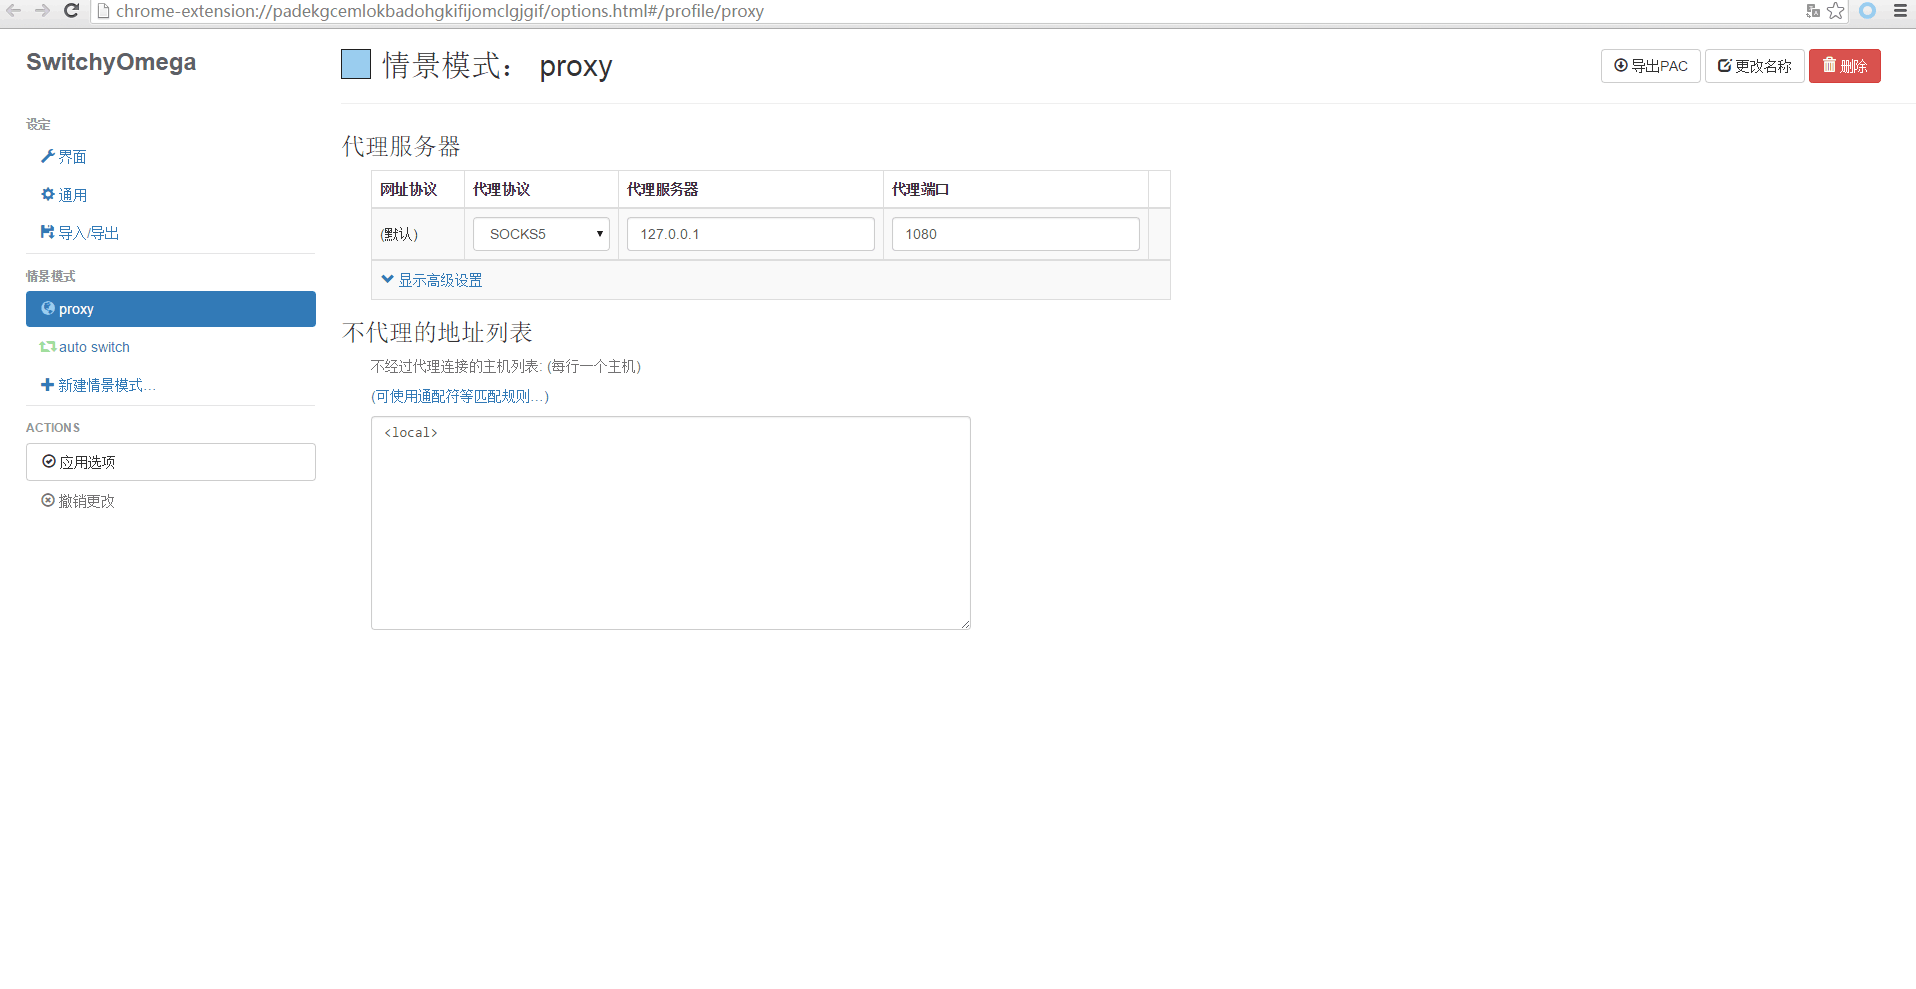 chrome-extension://padekgcemlokbadohgkifijomclgjgif/options.html#/profile/proxy
SwitchyOmega
设定
界面
通用
导入/导出
情景模式
proxy
auto switch
新建情景模式...
ACTIONS
应用选项
撤销更改
情景模式： proxy
导出PAC 更改名称 删除
代理服务器
网址协议 代理协议 代理服务器 代理端口
(默认) SOCKS5 127.0.0.1 1080
显示高级设置
不代理的地址列表
不经过代理连接的主机列表: (每行一个主机)
(可使用通配符等匹配规则...)
<local>